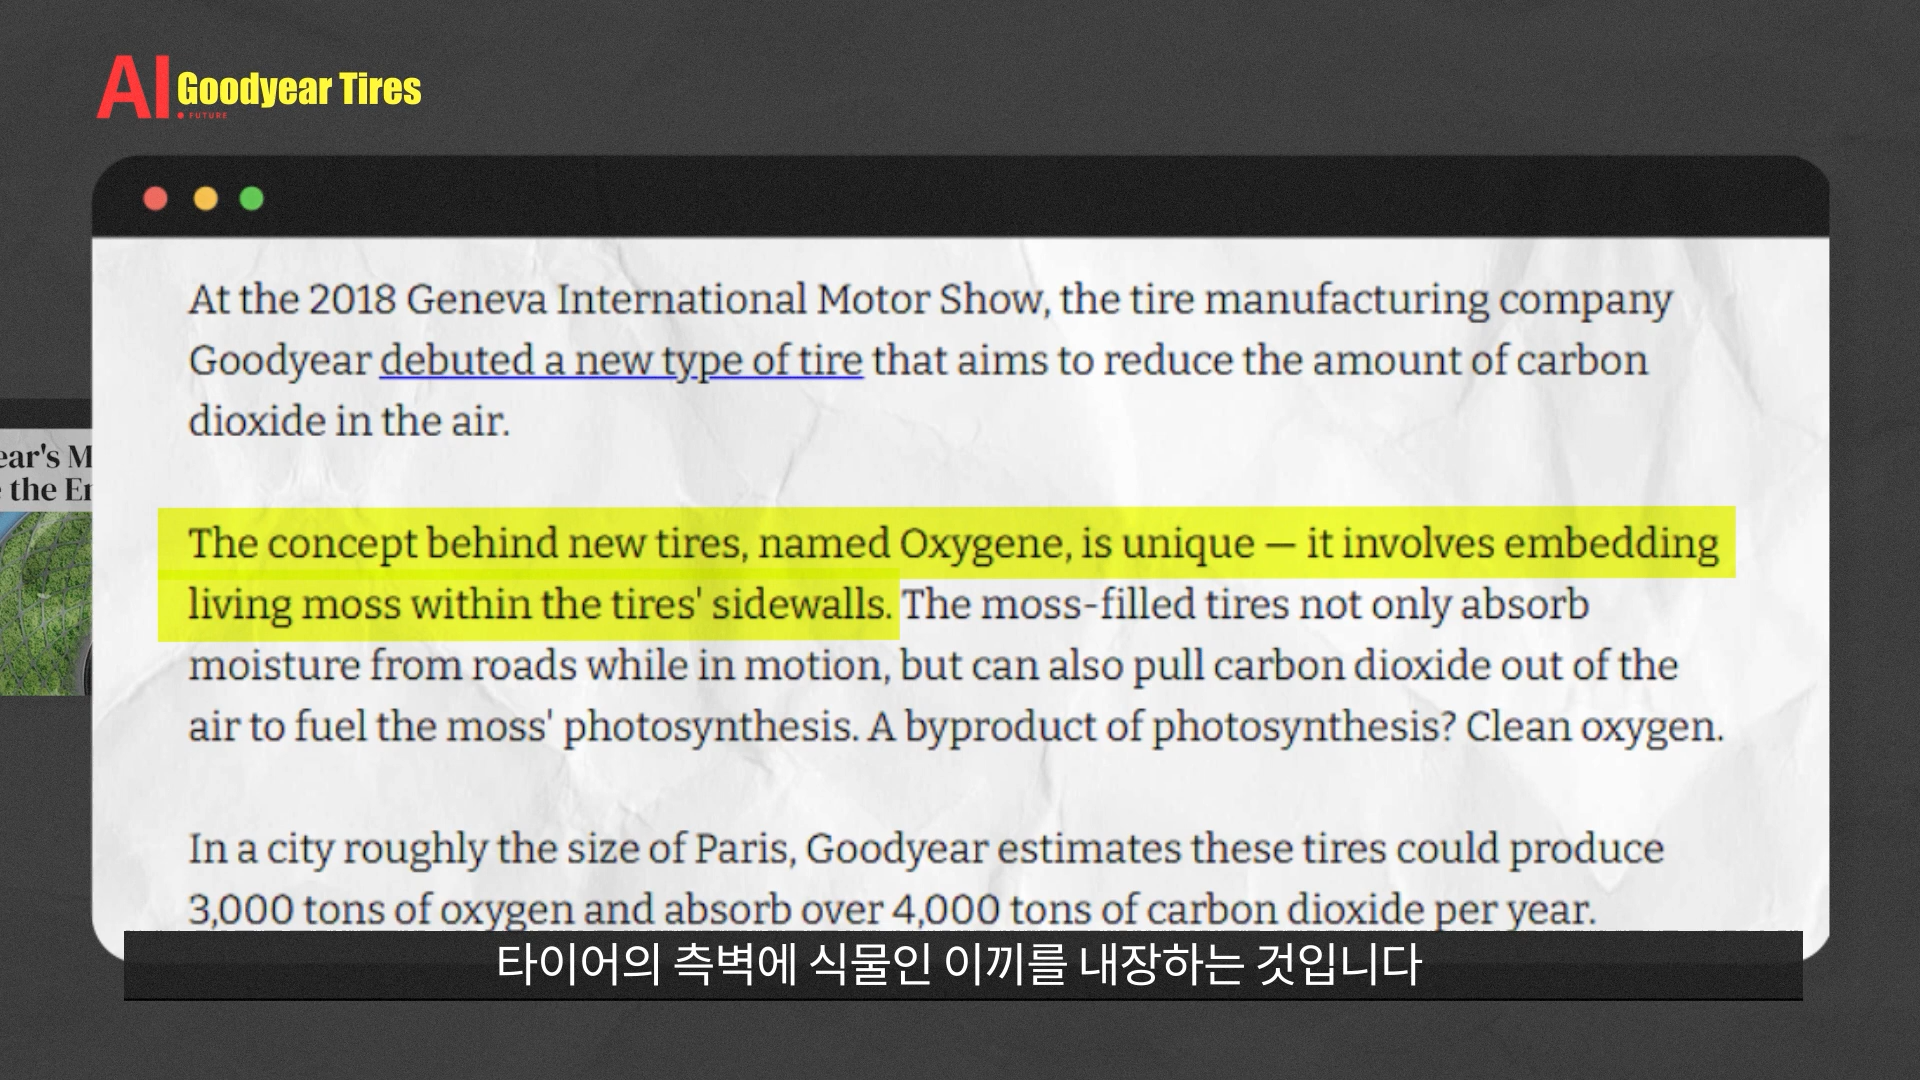 AI Goodyear Tires
FUTURE
ear's M
e the En
At the 2018 Geneva International Motor Show, the tire manufacturing company
Goodyear debuted a new type of tire that aims to reduce the amount of carbon
dioxide in the air.
The concept behind new tires, named Oxygene, is unique — it involves embedding
living moss within the tires' sidewalls. The moss-filled tires not only absorb
moisture from roads while in motion, but can also pull carbon dioxide out of the
air to fuel the moss' photosynthesis. A byproduct of photosynthesis? Clean oxygen.
In a city roughly the size of Paris, Goodyear estimates these tires could produce
3,000 tons of oxygen and absorb over 4,000 tons of carbon dioxide per year.
타이어의 측벽에 식물인 이끼를 내장하는 것입니다